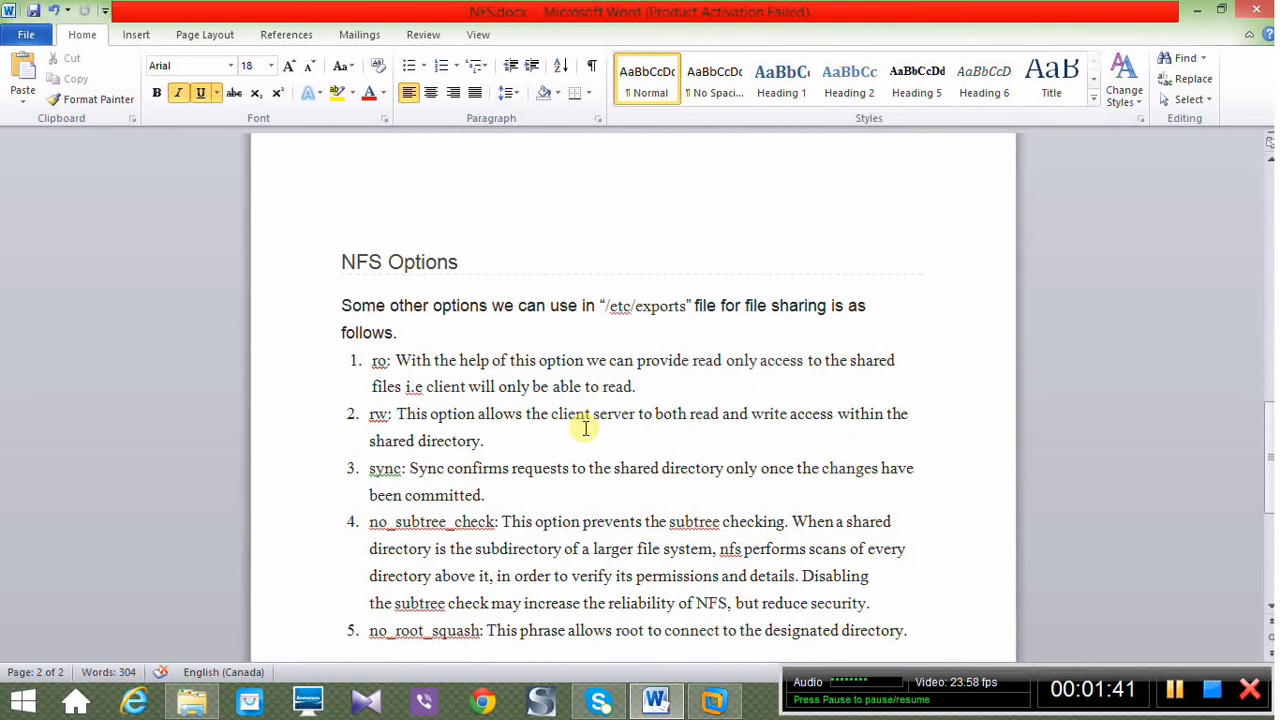 NFS.docx - Microsoft Word (Product Activation Failed)
File Home Insert Page Layout References Mailings Review View
Paste
Cut
Copy
Format Painter
Clipboard
Arial 18
Font
Paragraph
AaBbCcDc AaBbCcDc AaBbC AaBbCc AaBbCcDd AaBbCcD AaB
¶ Normal ¶ No Spaci... Heading 1 Heading 2 Heading 5 Heading 6 Title
Change Styles
Styles
Find
Replace
Select
Editing
NFS Options
Some other options we can use in “/etc/exports” file for file sharing is as
follows.
1. ro: With the help of this option we can provide read only access to the shared
files i.e client will only be able to read.
2. rw: This option allows the client server to both read and write access within the
shared directory.
3. sync: Sync confirms requests to the shared directory only once the changes have
been committed.
4. no_subtree_check: This option prevents the subtree checking. When a shared
directory is the subdirectory of a larger file system, nfs performs scans of every
directory above it, in order to verify its permissions and details. Disabling
the subtree check may increase the reliability of NFS, but reduce security.
5. no_root_squash: This phrase allows root to connect to the designated directory.
Page: 2 of 2 Words: 304 English (Canada)
Audio Video: 23.58 fps
Press Pause to pause/resume
00:01:41